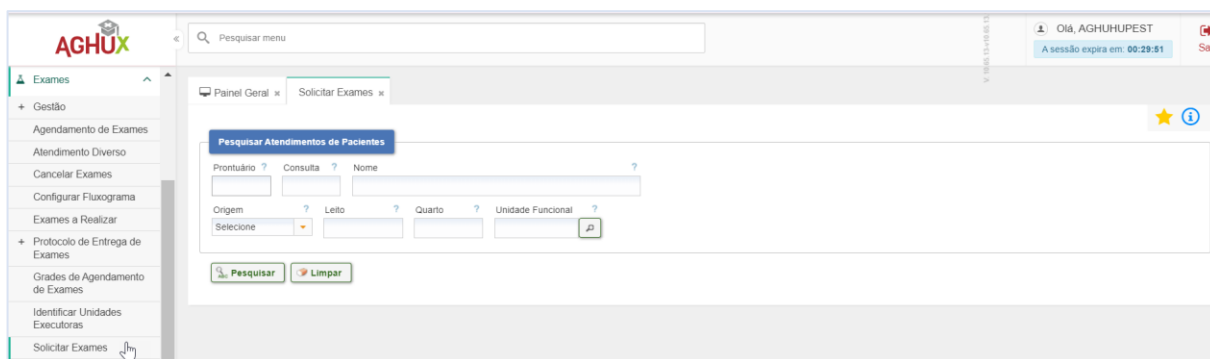 AGHUX
«
Pesquisar menu
Olá, AGHUHUPEST
A sessão expira em: 00:29:51
Sa
Exames
+ Gestão
Agendamento de Exames
Atendimento Diverso
Cancelar Exames
Configurar Fluxograma
Exames a Realizar
+ Protocolo de Entrega de
Exames
Grades de Agendamento
de Exames
Identificar Unidades
Executoras
Solicitar Exames
Painel Geral ×
Solicitar Exames ×
Pesquisar Atendimentos de Pacientes
Prontuário ? Consulta ? Nome ?
Origem ? Leito ? Quarto ? Unidade Funcional ?
Selecione
Pesquisar
Limpar